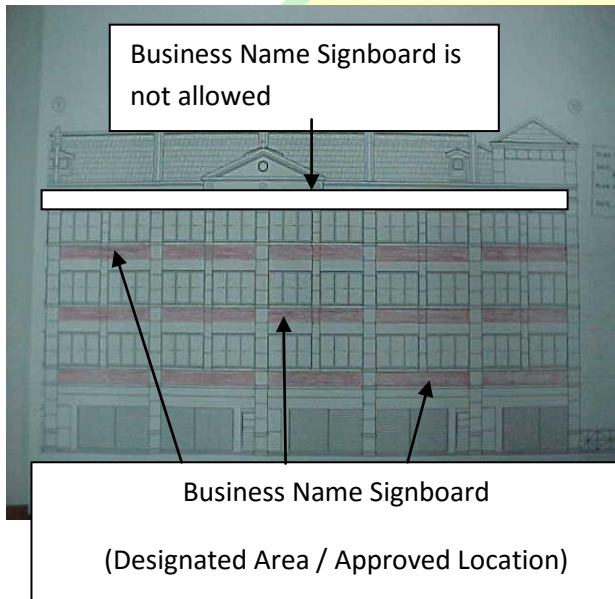 Business Name Signboard is
not allowed
Business Name Signboard
(Designated Area / Approved Location)